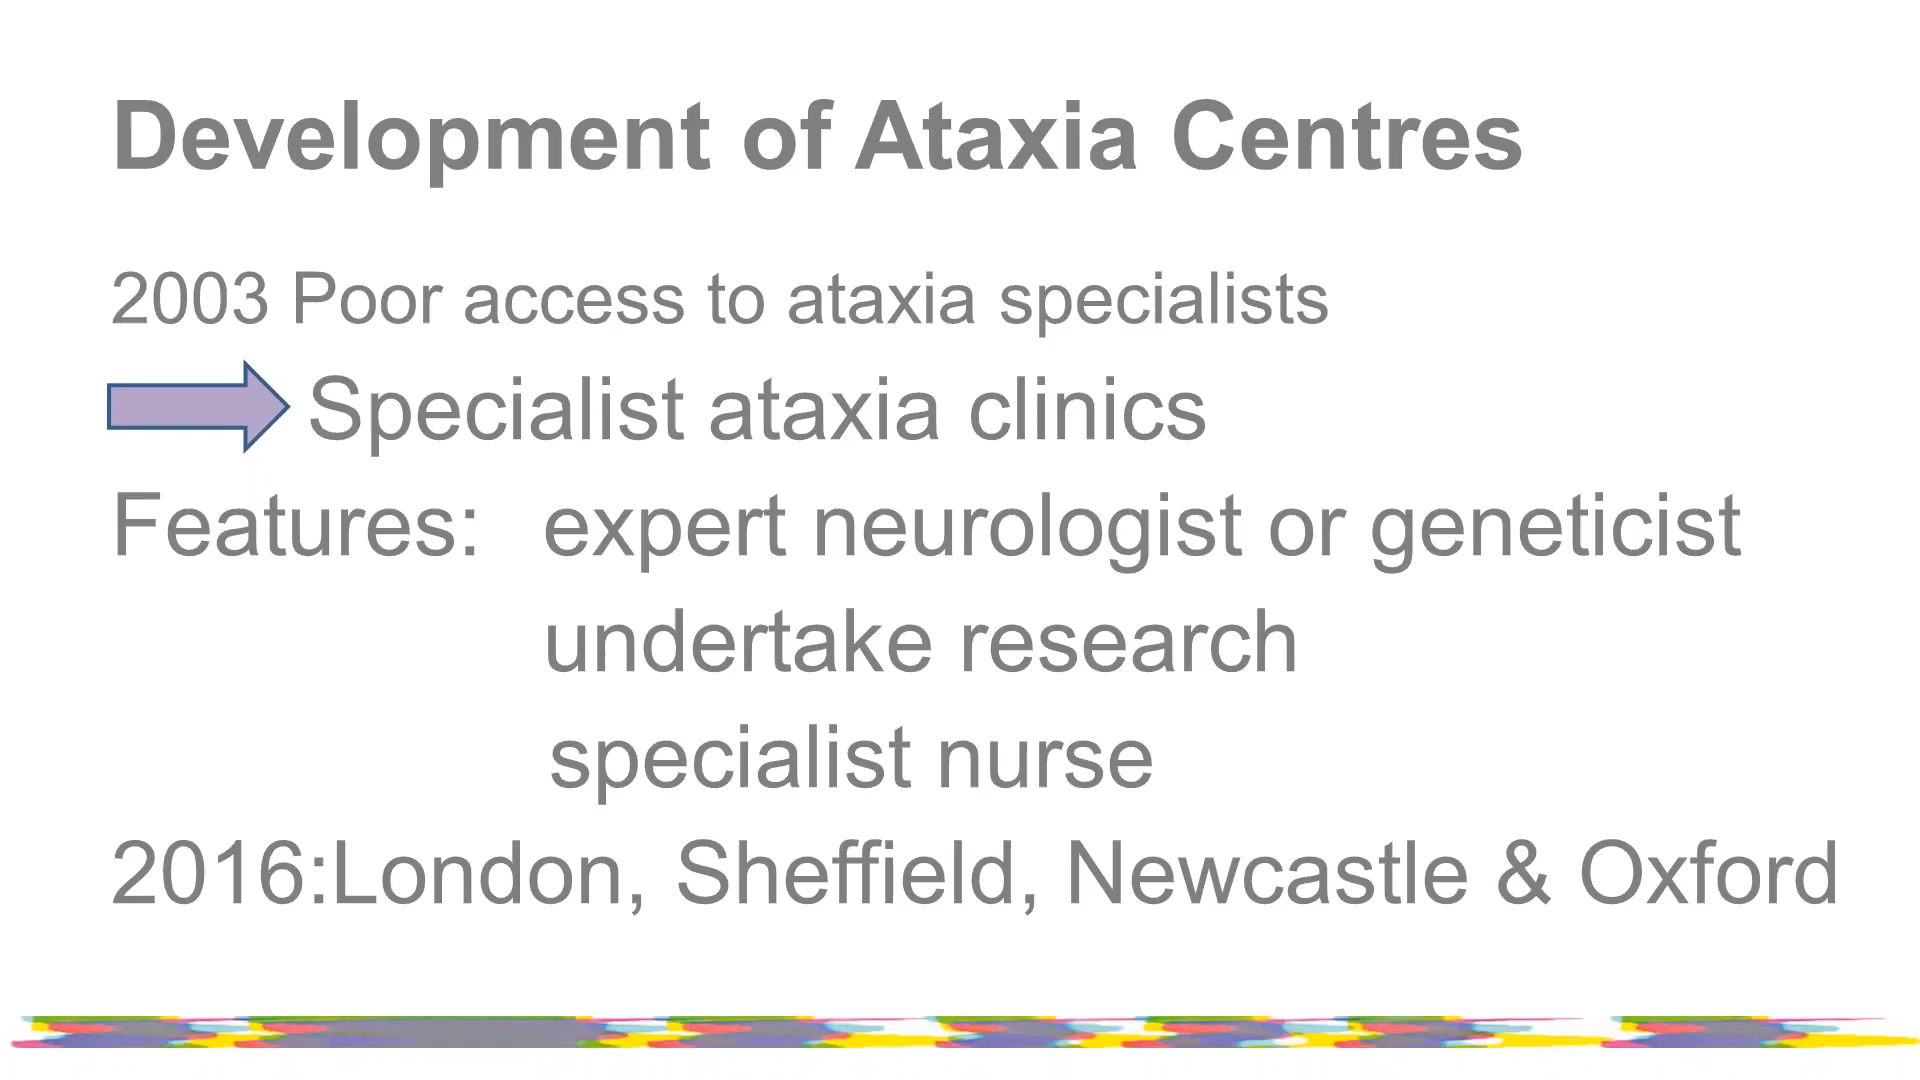 Development of Ataxia Centres
2003 Poor access to ataxia specialists
Specialist ataxia clinics
Features: expert neurologist or geneticist
undertake research
specialist nurse
2016:London, Sheffield, Newcastle & Oxford